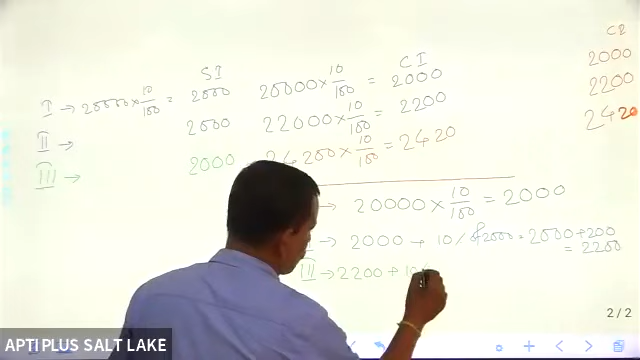 SI CI CI
I → 20000 × 10/100 = 2000 20000 × 10/100 = 2000 2000
II → 2000 22000 × 10/100 = 2200 2200
III → 2000 24200 × 10/100 = 2420 2420
→ 20000 × 10/100 = 2000
2000 + 10% of 2000 = 2000 + 200
= 2200
III → 2200 + 10
2 / 2
APTI PLUS SALT LAKE